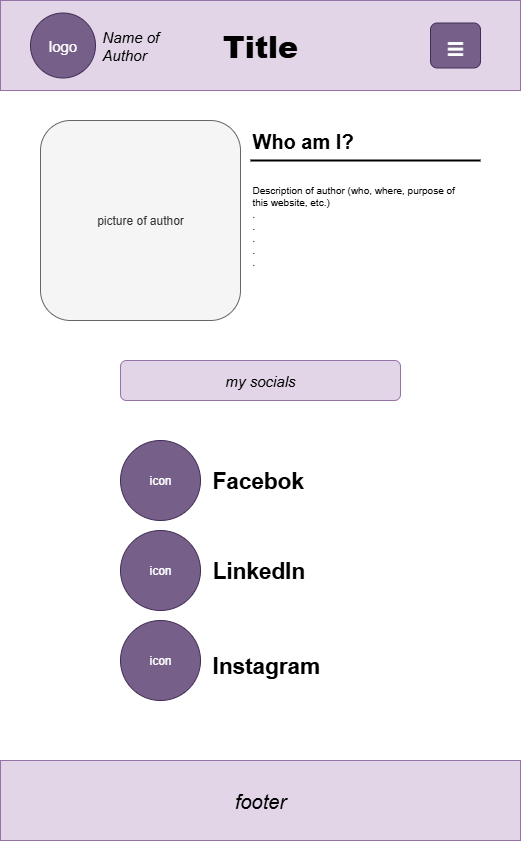 logo
Name of
Author
Title
Who am I?
picture of author
Description of author (who, where, purpose of
this website, etc.)
.
.
.
.
.
my socials
icon
Facebok
icon
LinkedIn
icon
Instagram
footer